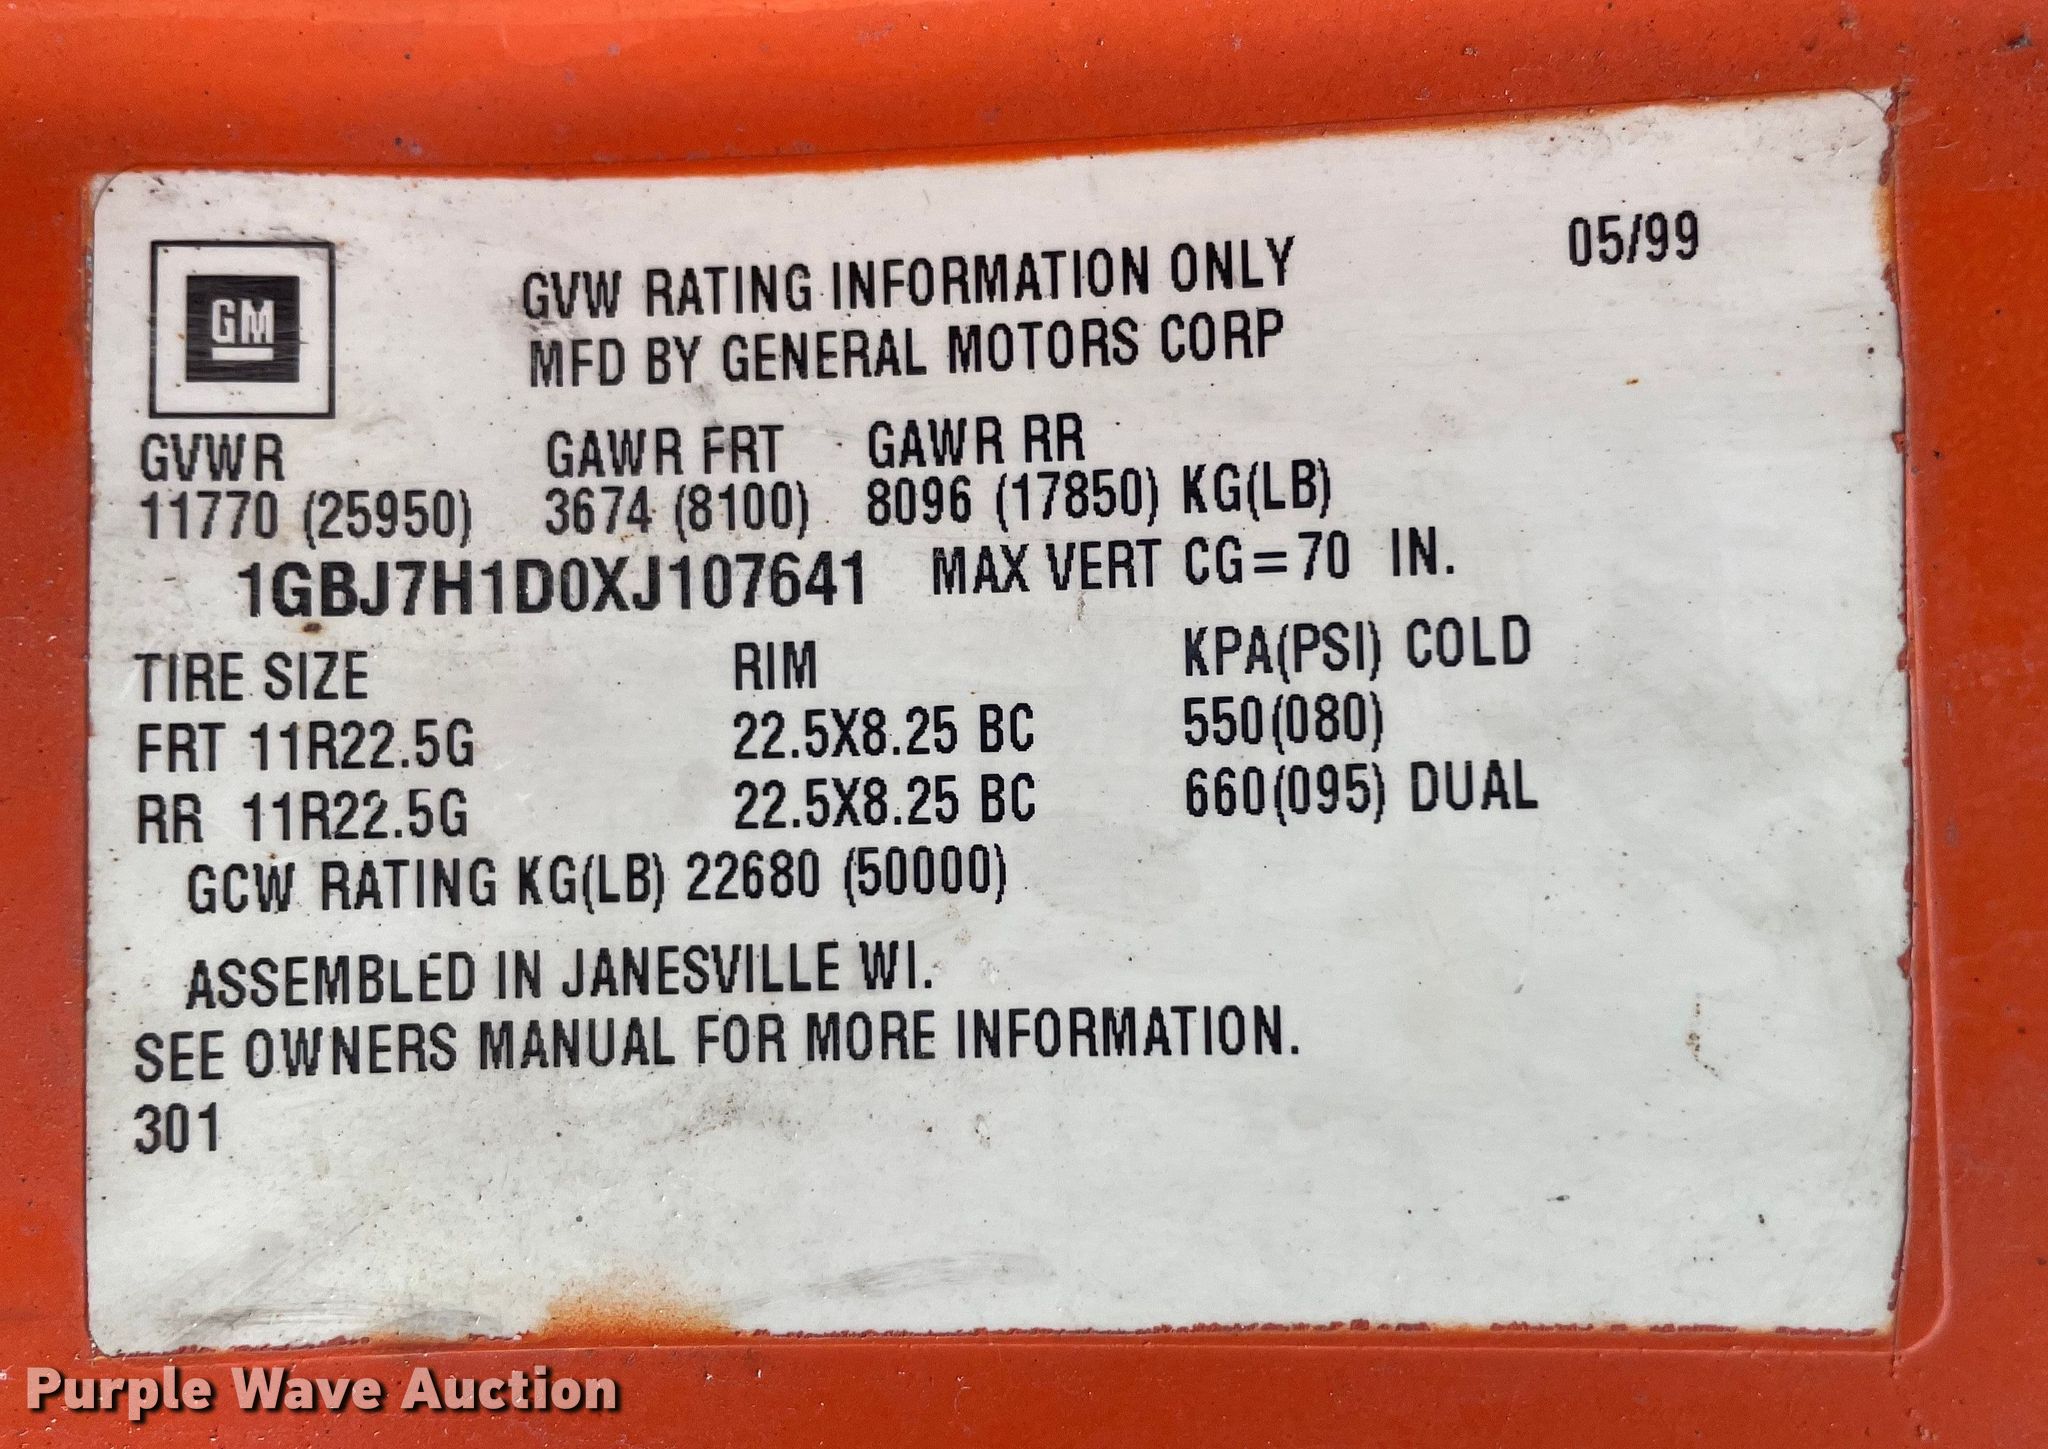 05/99
GM
GVW RATING INFORMATION ONLY
MFD BY GENERAL MOTORS CORP
GVWR GAWR FRT GAWR RR
11770 (25950) 3674 (8100) 8096 (17850) KG(LB)
1GBJ7H1D0XJ107641 MAX VERT CG=70 IN.
TIRE SIZE RIM KPA(PSI) COLD
FRT 11R22.5G 22.5X8.25 BC 550(080)
RR 11R22.5G 22.5X8.25 BC 660(095) DUAL
GCW RATING KG(LB) 22680 (50000)
ASSEMBLED IN JANESVILLE WI.
SEE OWNERS MANUAL FOR MORE INFORMATION.
301
Purple Wave Auction